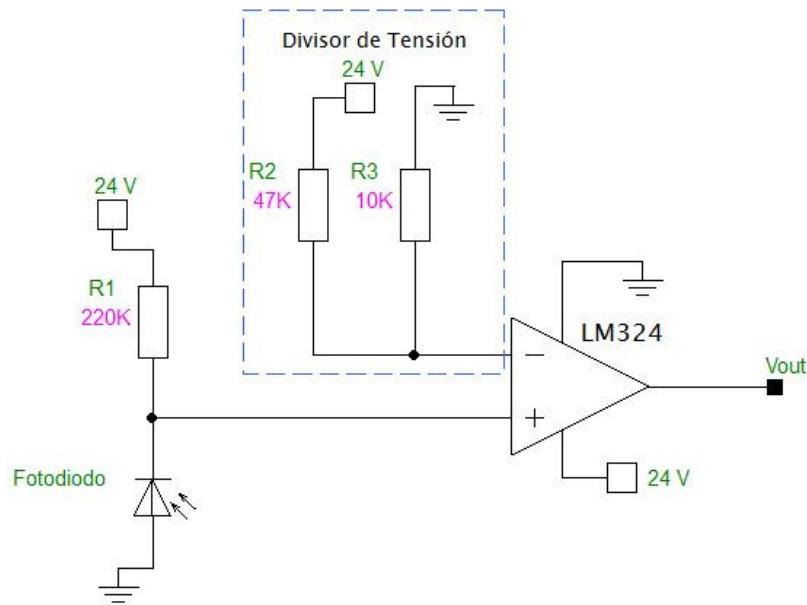 Divisor de Tensión
24 V
R2
47K
R3
10K
24 V
R1
220K
LM324
Vout
24 V
Fotodiodo